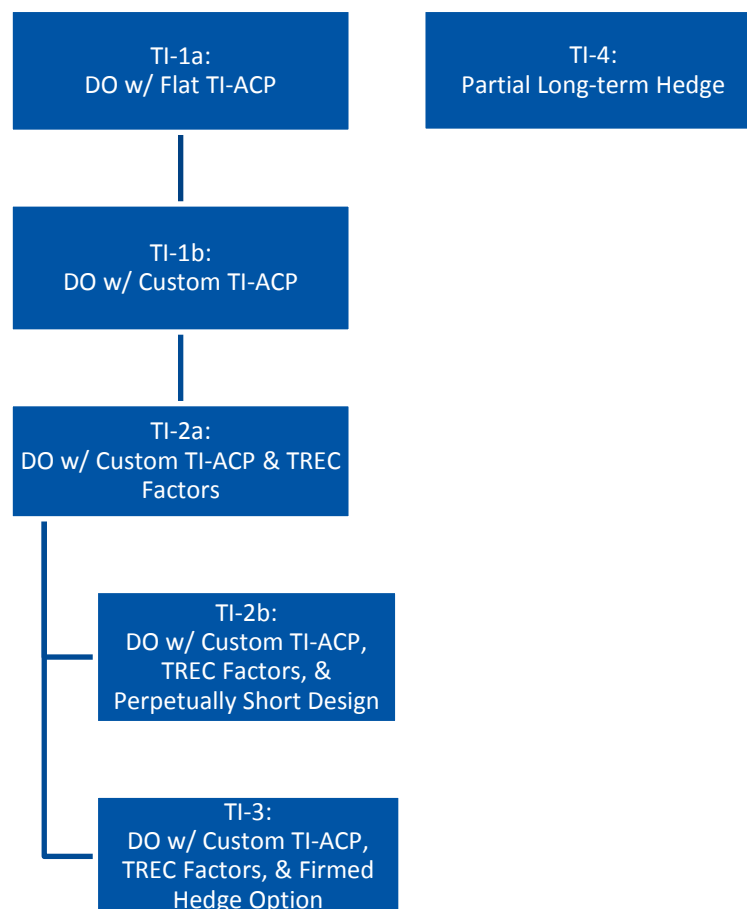 TI-1a:
DO w/ Flat TI-ACP
TI-4:
Partial Long-term Hedge
TI-1b:
DO w/ Custom TI-ACP
TI-2a:
DO w/ Custom TI-ACP & TREC
Factors
TI-2b:
DO w/ Custom TI-ACP,
TREC Factors, &
Perpetually Short Design
TI-3:
DO w/ Custom TI-ACP,
TREC Factors, & Firmed
Hedge Option